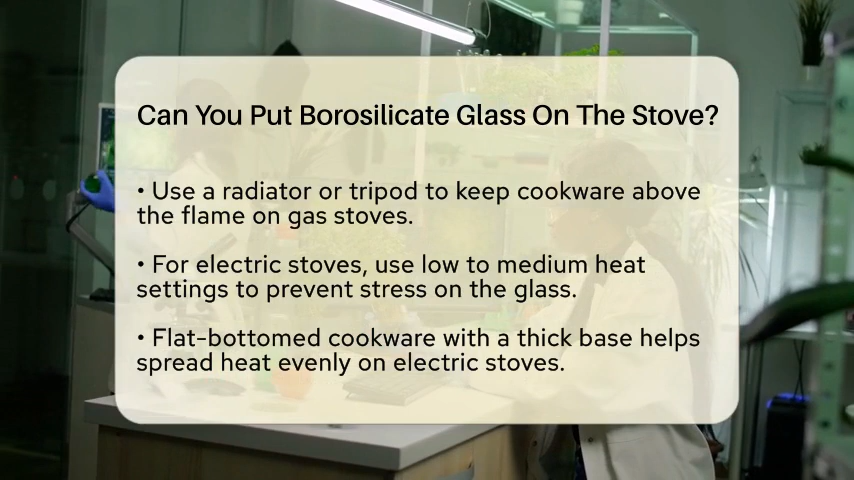 Can You Put Borosilicate Glass On The Stove?
• Use a radiator or tripod to keep cookware above
the flame on gas stoves.
• For electric stoves, use low to medium heat
settings to prevent stress on the glass.
• Flat-bottomed cookware with a thick base helps
spread heat evenly on electric stoves.